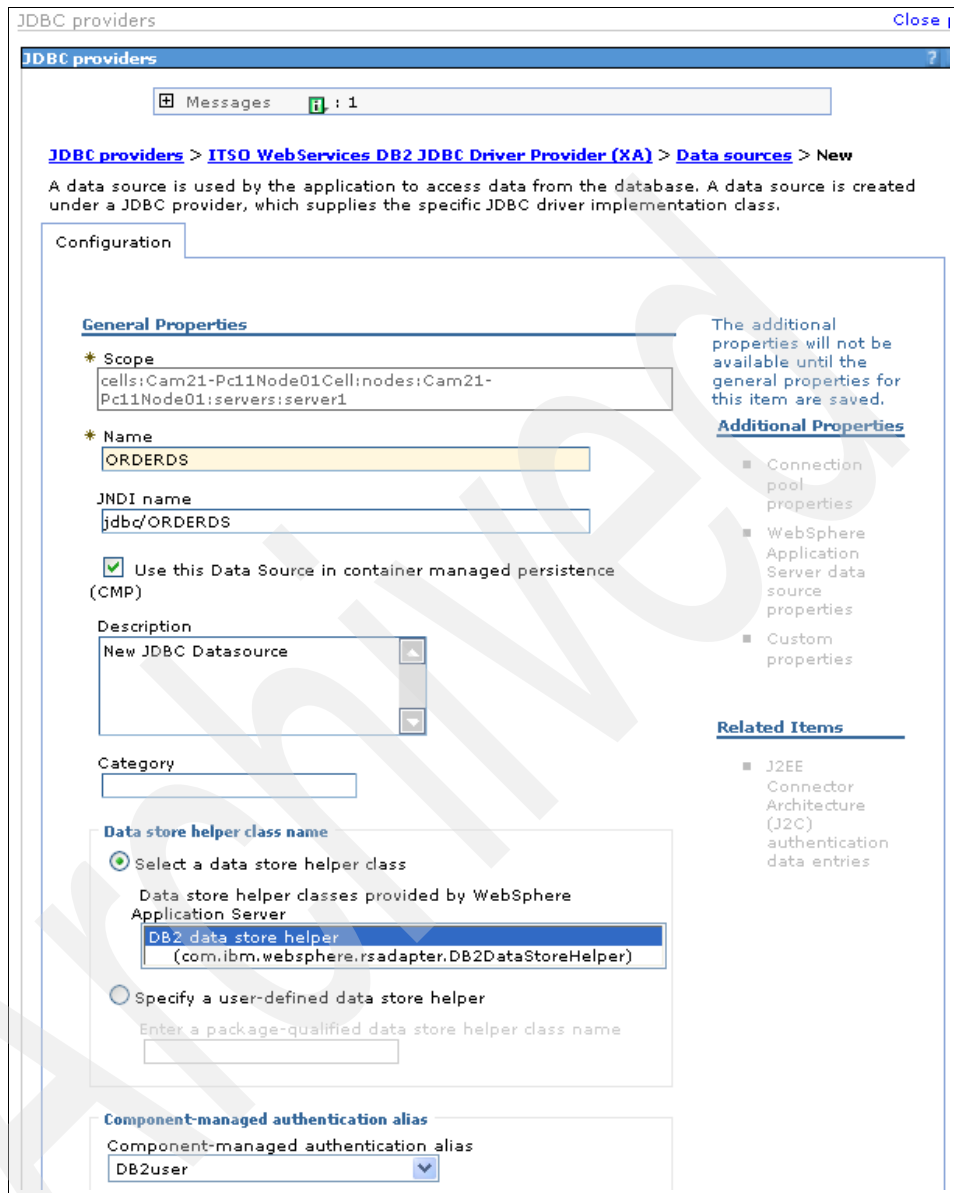 JDBC providers
Close
JDBC providers
?
Messages : 1
JDBC providers > ITSO WebServices DB2 JDBC Driver Provider (XA) > Data sources > New
A data source is used by the application to access data from the database. A data source is created
under a JDBC provider, which supplies the specific JDBC driver implementation class.
Configuration
General Properties
* Scope
cells:Cam21-Pc11Node01Cell:nodes:Cam21-
Pc11Node01:servers:server1
* Name
ORDERDS
JNDI name
jdbc/ORDERDS
Use this Data Source in container managed persistence
(CMP)
Description
New JDBC Datasource
Category
Data store helper class name
Select a data store helper class
Data store helper classes provided by WebSphere
Application Server
DB2 data store helper
(com.ibm.websphere.rsadapter.DB2DataStoreHelper)
Specify a user-defined data store helper
Enter a package-qualified data store helper class name
Component-managed authentication alias
Component-managed authentication alias
DB2user
The additional
properties will not be
available until the
general properties for
this item are saved.
Additional Properties
Connection
pool
properties
WebSphere
Application
Server data
source
properties
Custom
properties
Related Items
J2EE
Connector
Architecture
(J2C)
authentication
data entries
Archived